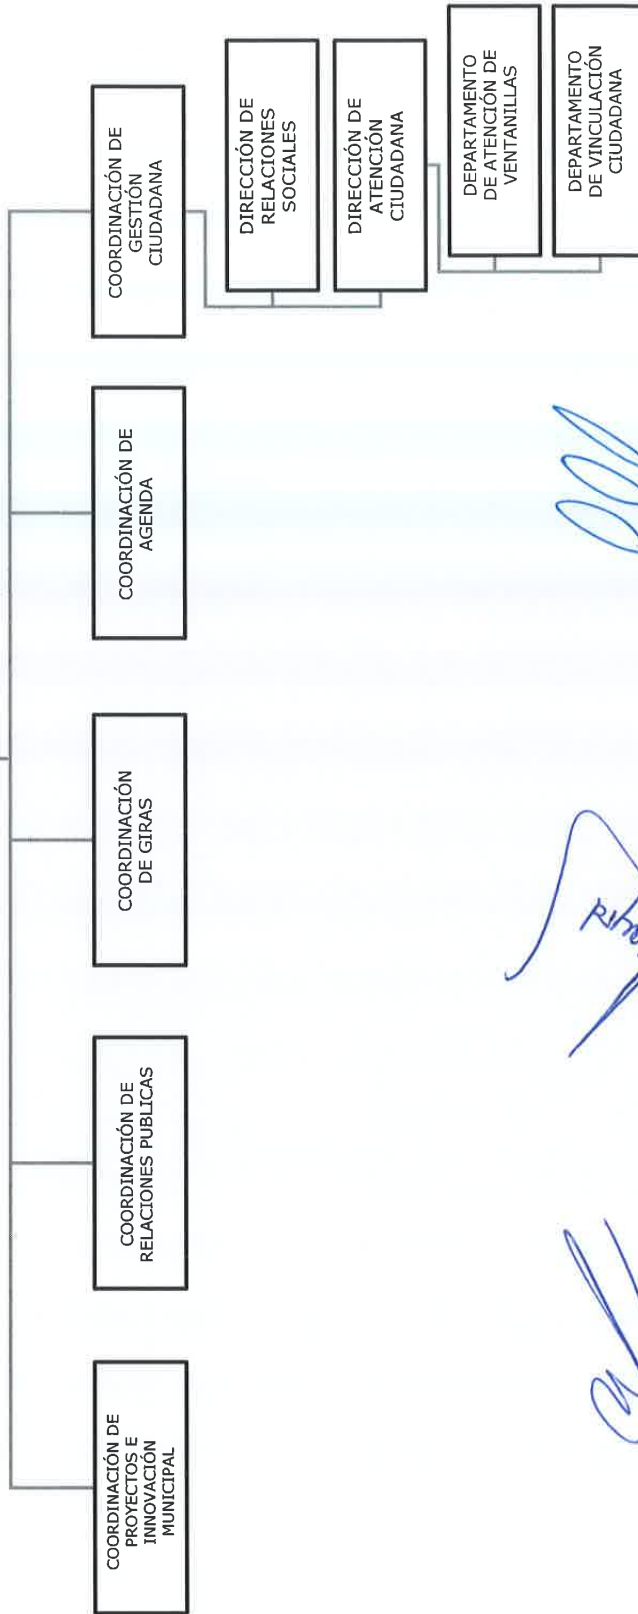 COORDINACIÓN DE
PROYECTOS E
INNOVACIÓN
MUNICIPAL
COORDINACIÓN DE
RELACIONES PUBLICAS
COORDINACIÓN
DE GIRAS
COORDINACIÓN DE
AGENDA
COORDINACIÓN DE
GESTIÓN
CIUDADANA
DIRECCIÓN DE
RELACIONES
SOCIALES
DIRECCIÓN DE
ATENCIÓN
CIUDADANA
DEPARTAMENTO
DE ATENCIÓN DE
VENTANILLAS
DEPARTAMENTO
DE VINCULACIÓN
CIUDADANA